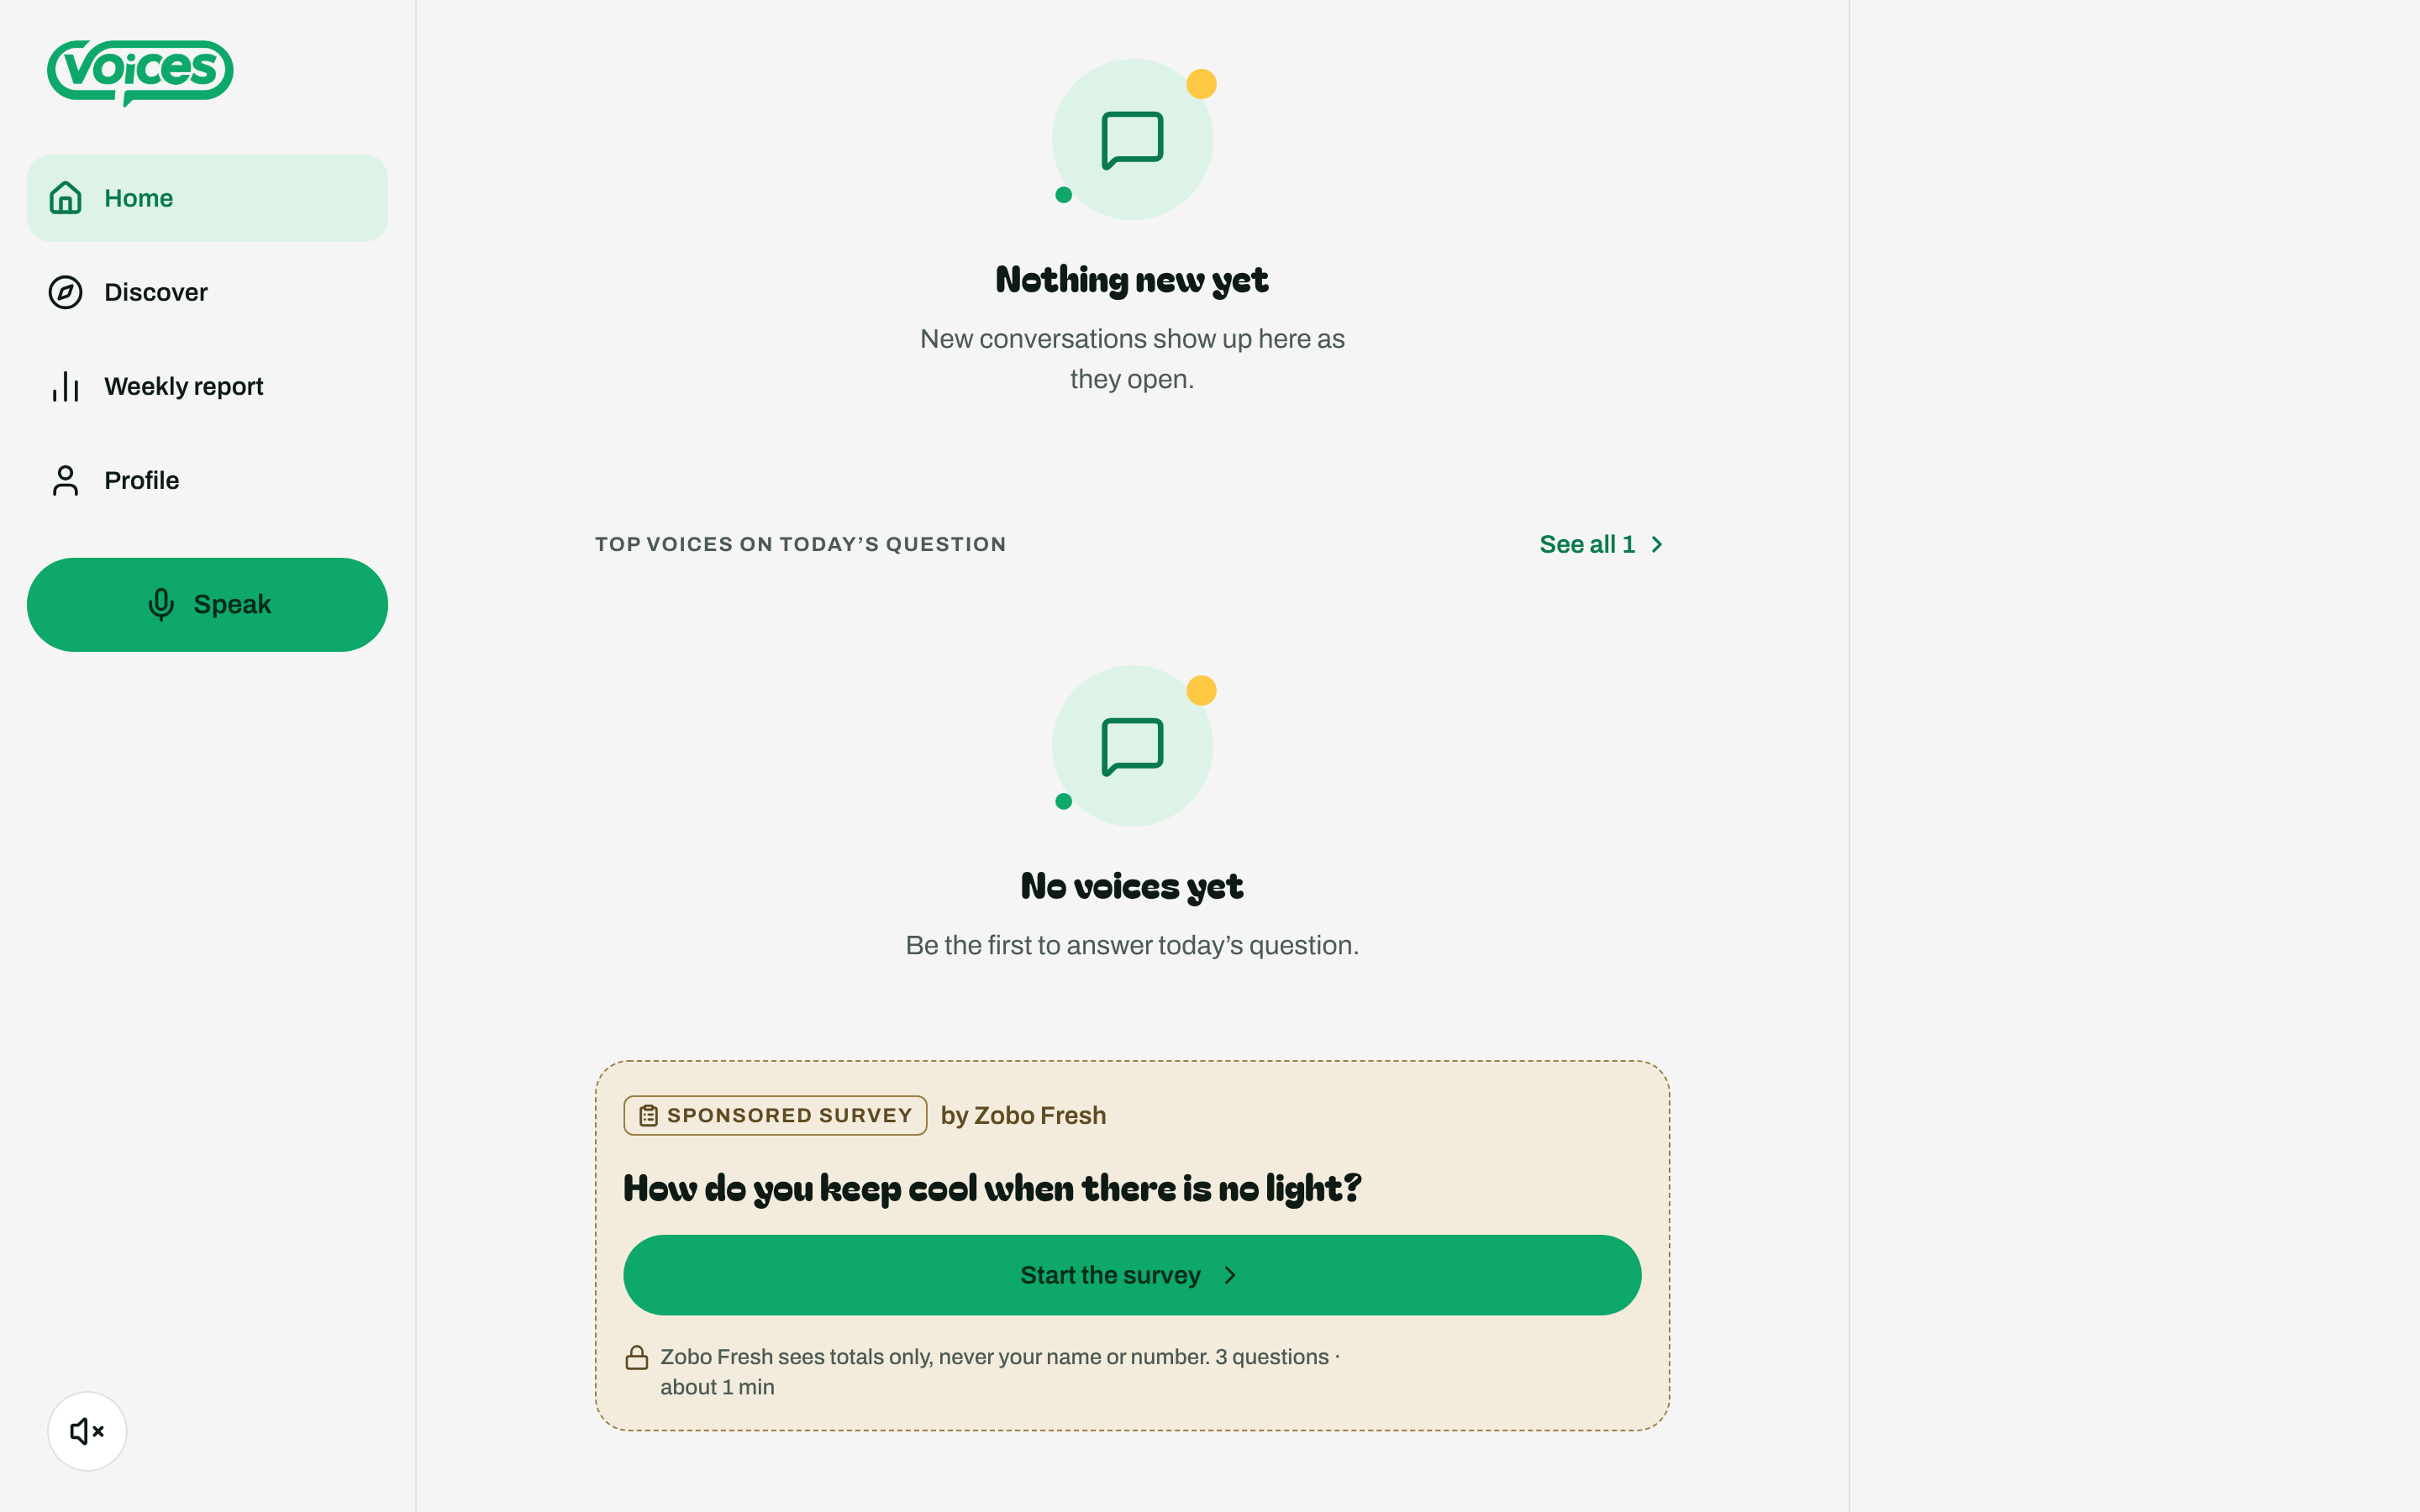 voices
Home
Discover
Weekly report
Profile
Speak
Nothing new yet
New conversations show up here as
they open.
TOP VOICES ON TODAY’S QUESTION
See all 1
No voices yet
Be the first to answer today’s question.
SPONSORED SURVEY by Zobo Fresh
How do you keep cool when there is no light?
Start the survey
Zobo Fresh sees totals only, never your name or number. 3 questions ·
about 1 min